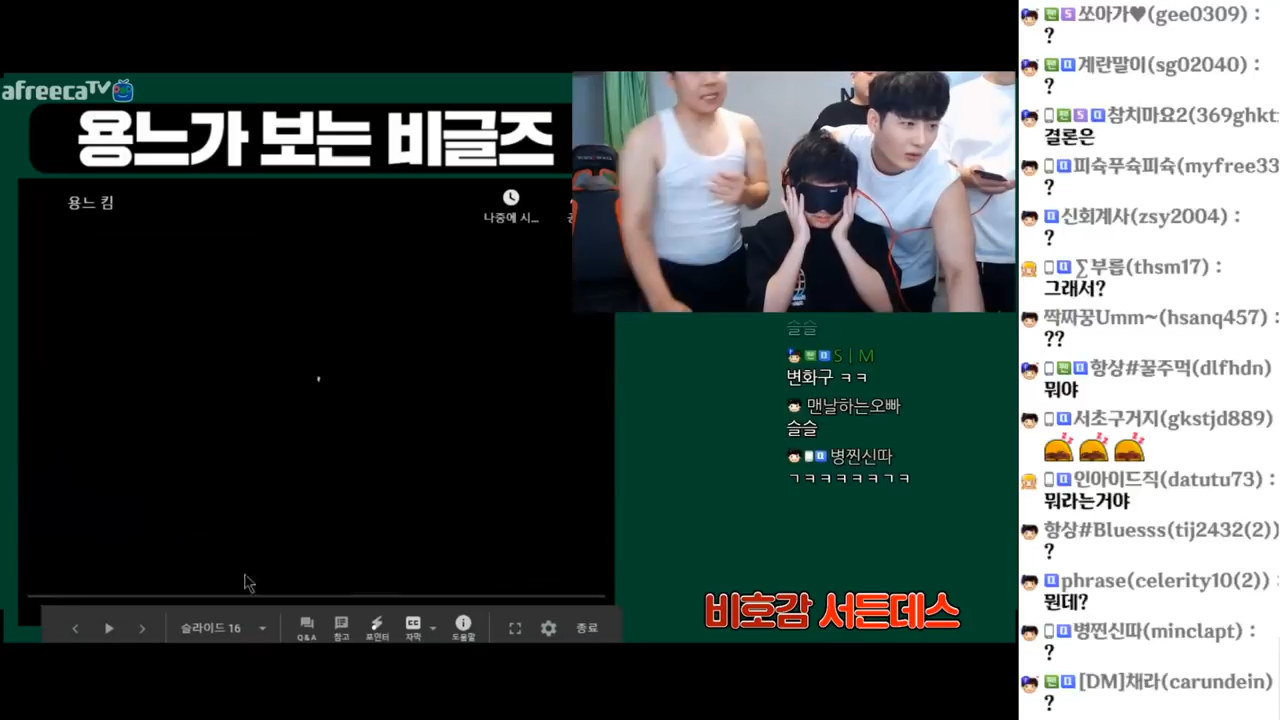 afreecaTV
용느가 보는 비글즈
용느 킴
나중에 시...
슬슬
S | M
변화구 ㅋㅋ
맨날하는오빠
슬슬
병찐신따
ㄱㅋㅋㅋㅋㅋㄱㅋ
비호감 서든데스
슬라이드 16
Q&A
참고
포인터
자막
도움말
종료
쏘아가♥(gee0309) :
?
계란말이(sg02040) :
?
참치마요2(369ghkt
결론은
피슉푸슉피슉(myfree33
?
신회계사(zsy2004) :
?
∑부릅(thsm17) :
그래서?
짝짜꿍Umm~(hsanq457) :
??
항상#꿀주먹(dlfhdn)
뭐야
서초구거지(gkstjd889)
인아이드직(datutu73) :
뭐라는거야
항상#Bluesss(tij2432(2))
?
phrase(celerity10(2)) :
뭔데?
병찐신따(minclapt) :
?
[DM]채라(carundein)
?